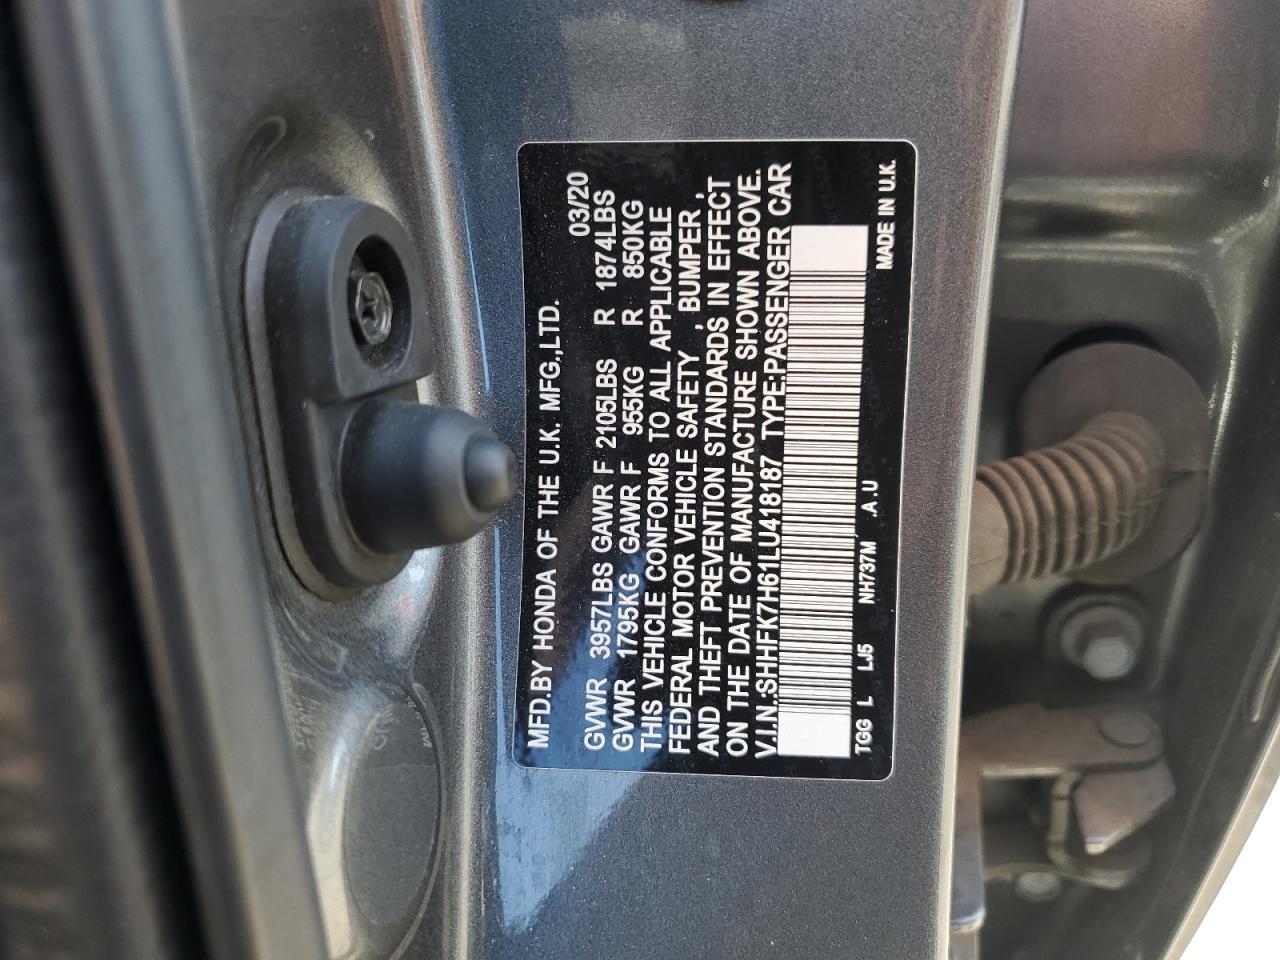 MFD.BY HONDA OF THE U.K. MFG.,LTD.
03/20
GVWR 3957LBS GAWR F 2105LBS R 1874LBS
GVWR 1795KG GAWR F 955KG R 850KG
THIS VEHICLE CONFORMS TO ALL APPLICABLE
FEDERAL MOTOR VEHICLE SAFETY , BUMPER ,
AND THEFT PREVENTION STANDARDS IN EFFECT
ON THE DATE OF MANUFACTURE SHOWN ABOVE.
V.I.N.:SHHFK7H61LU418187 TYPE:PASSENGER CAR
TGG L LJ5 NH737M .A.U MADE IN U.K.